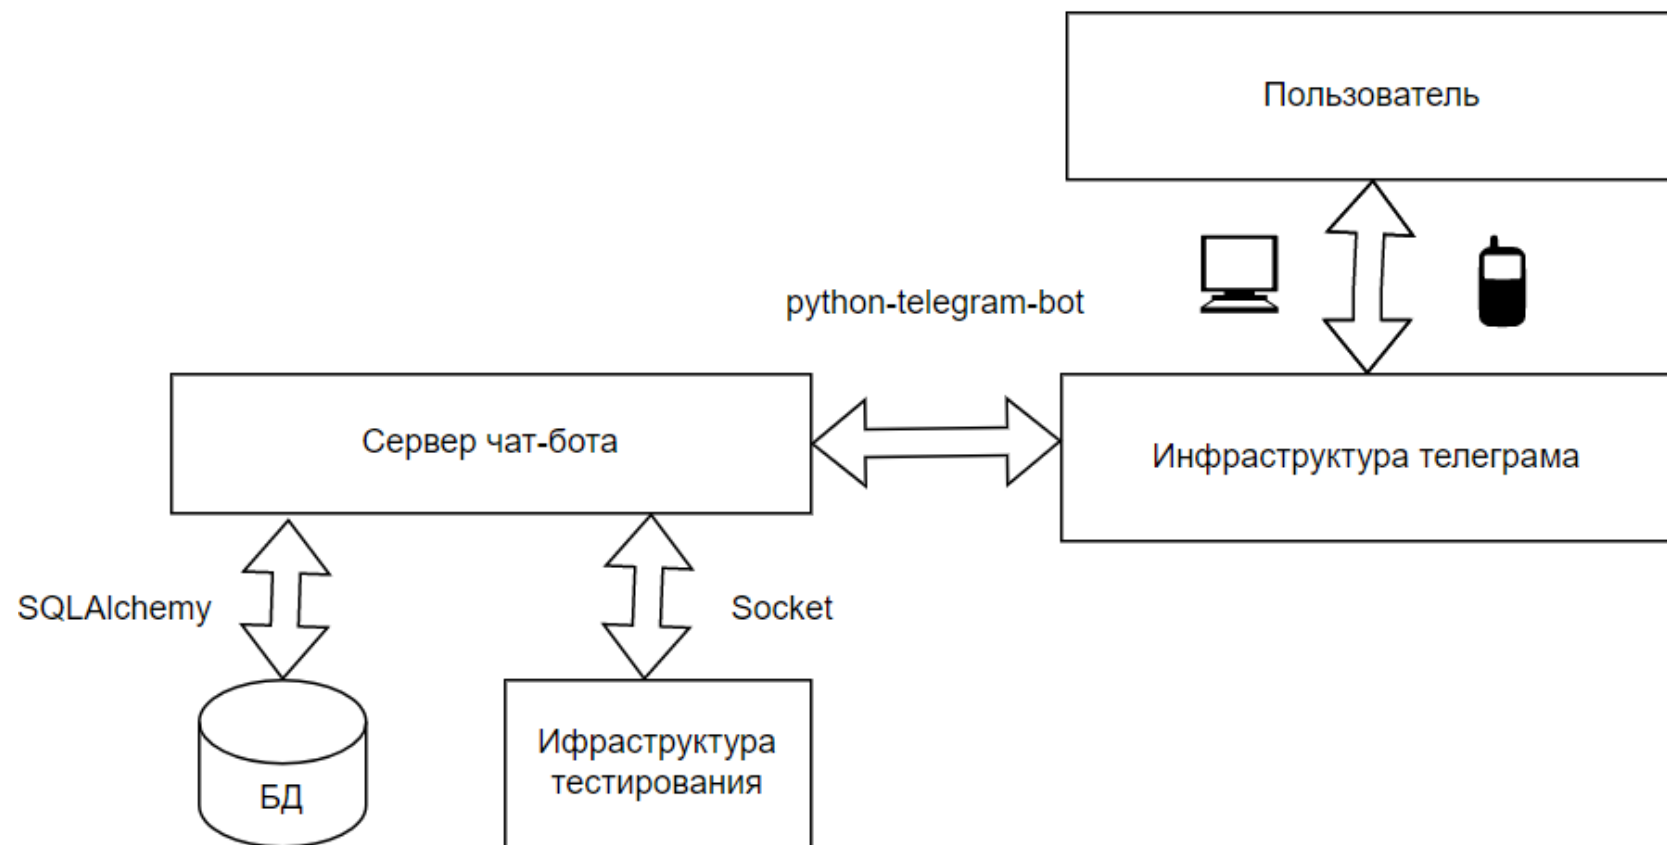 Пользователь
python-telegram-bot
Сервер чат-бота
Инфраструктура телеграма
SQLAlchemy
Socket
Ифраструктура
тестирования
БД